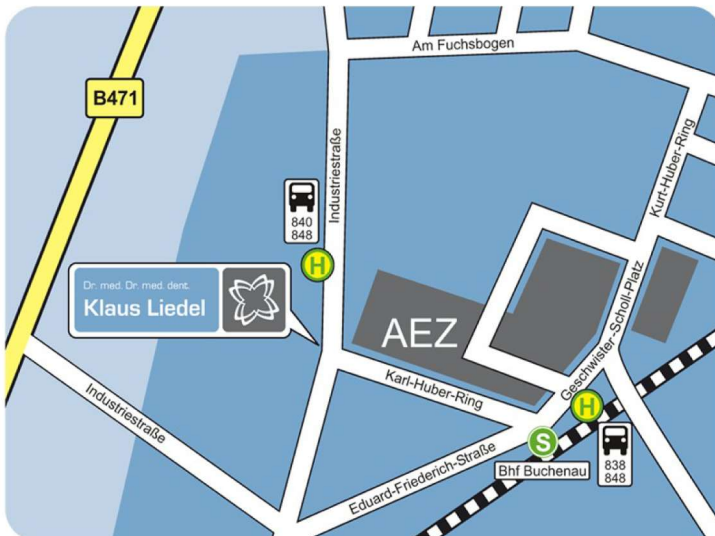 Am Fuchsbogen
B471
Industriestraße
Kurt-Huber-Ring
840
848
H
Dr. med. Dr. med. dent.
Klaus Liedel
AEZ
Geschwister-Scholl-Platz
Karl-Huber-Ring
Industriestraße
H
S
Eduard-Friederich-Straße
Bhf Buchenau
838
848